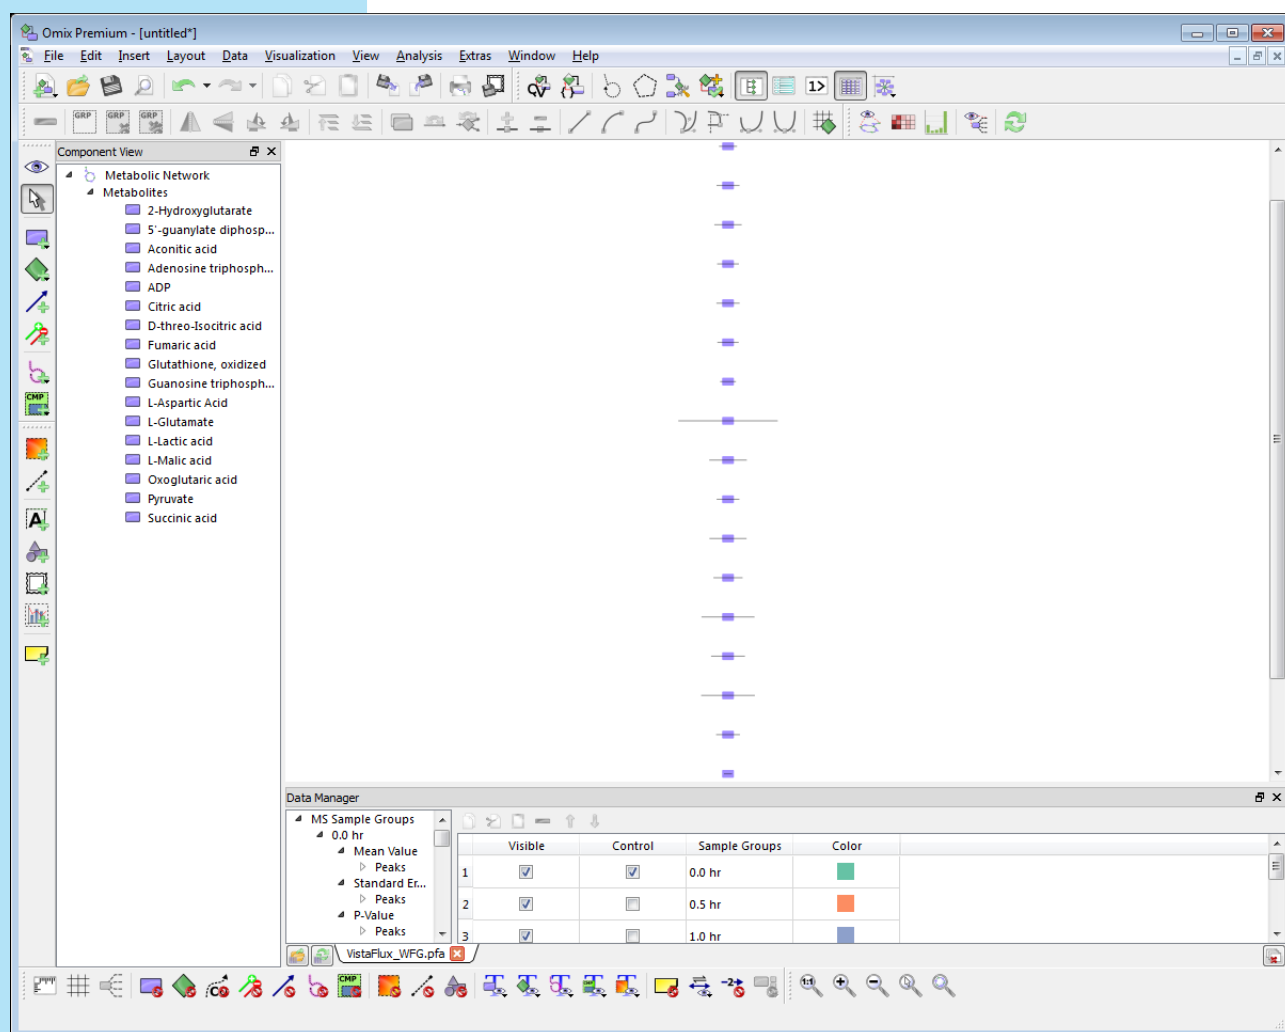 Omix Premium - [untitled*]
File Edit Insert Layout Data Visualization View Analysis Extras Window Help
1>
GRP GRP GRP
Component View
Metabolic Network
Metabolites
2-Hydroxyglutarate
5'-guanylate diphosp...
Aconitic acid
Adenosine triphosph...
ADP
Citric acid
D-threo-Isocitric acid
Fumaric acid
Glutathione, oxidized
Guanosine triphosph...
L-Aspartic Acid
L-Glutamate
L-Lactic acid
L-Malic acid
Oxoglutaric acid
Pyruvate
Succinic acid
CMP
A
Data Manager
MS Sample Groups
0.0 hr
Mean Value
Peaks
Standard Er...
Peaks
P-Value
Peaks
Visible Control Sample Groups Color
1 0.0 hr
2 0.5 hr
3 1.0 hr
VistaFlux_WFG.pfa
CMP
-2
1:1